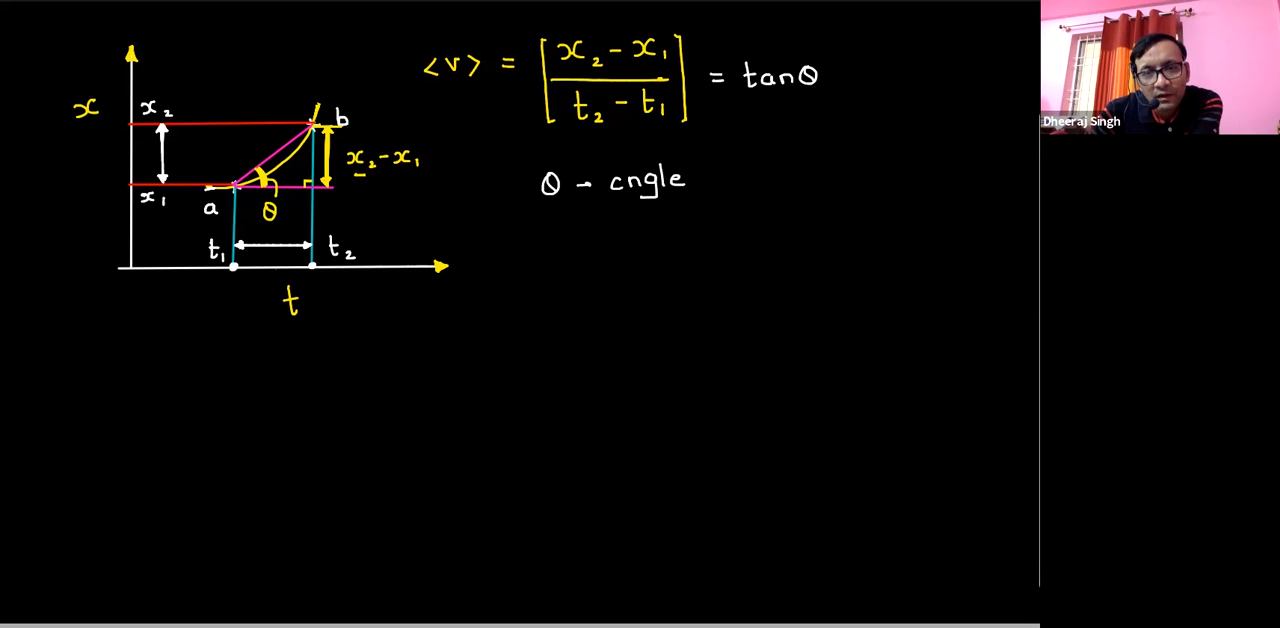 <v> = [x₂ - x₁ / t₂ - t₁] = tanθ
x x₂ b
x₂-x₁
x₁ a θ
θ - cngle
t₁ t₂
t
Dheeraj Singh